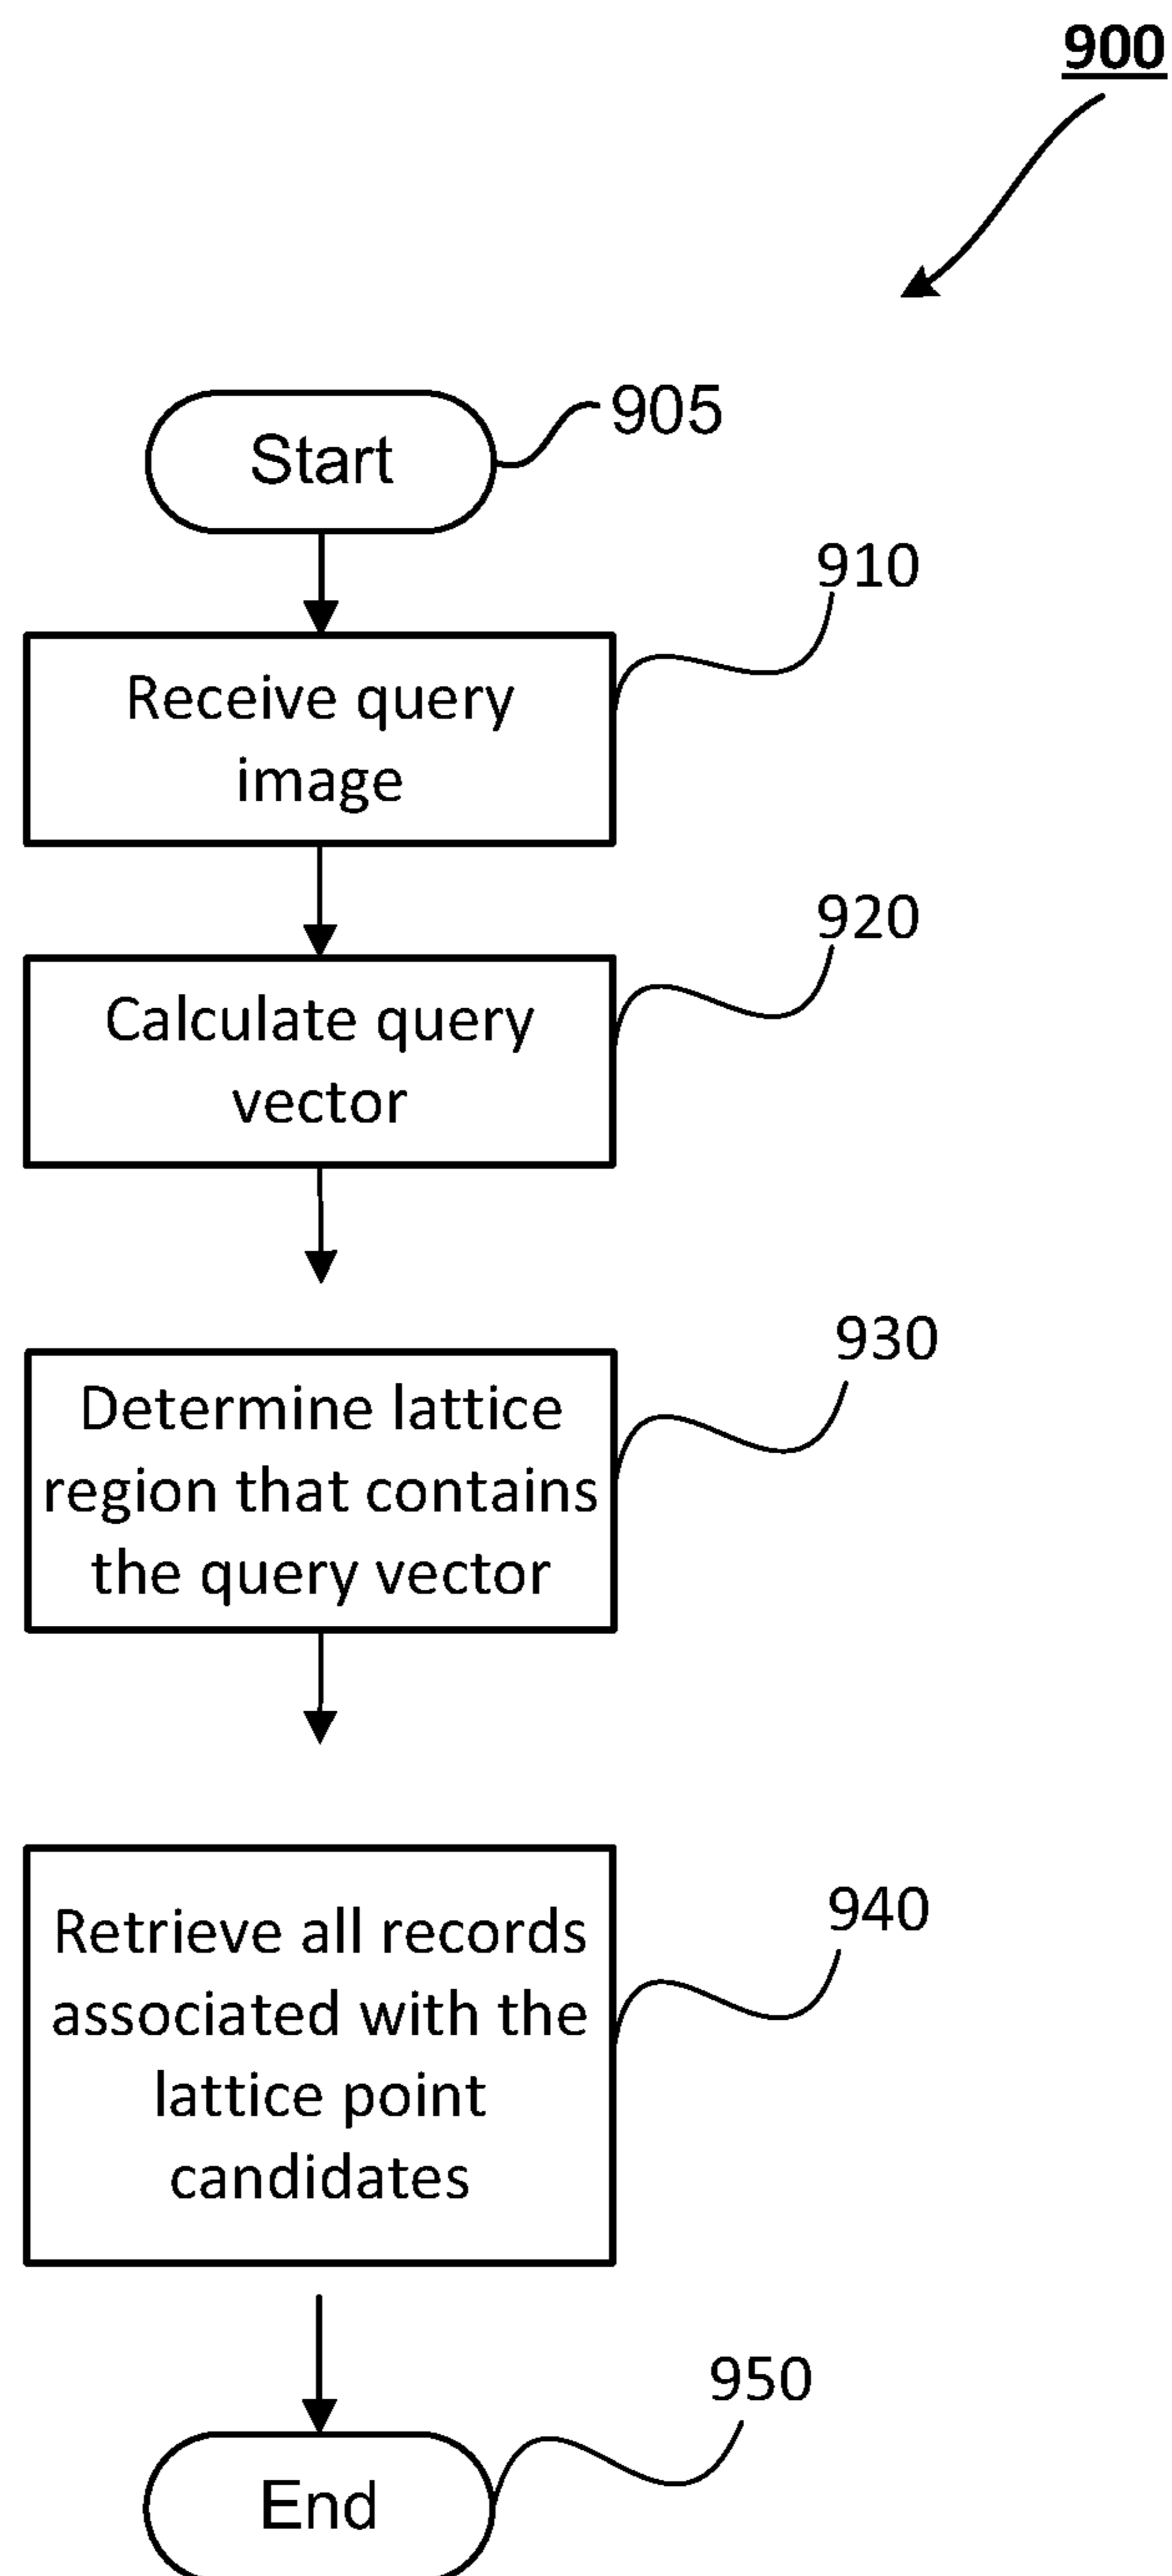 900
Start
905
910
Receive query
image
920
Calculate query
vector
930
Determine lattice
region that contains
the query vector
940
Retrieve all records
associated with the
lattice point
candidates
950
End